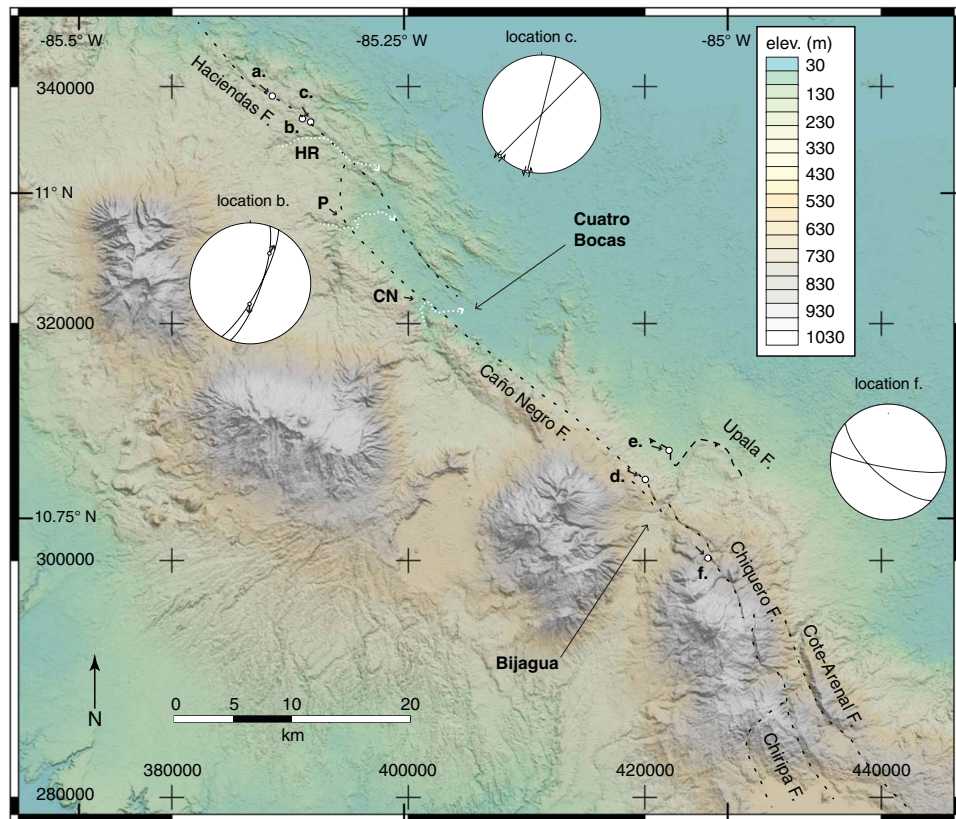 -85.5° W
-85.25° W
-85° W
location c.
elev. (m)
30
130
230
330
430
530
630
730
830
930
1030
340000
Haciendas F.
a.
c.
b.
HR
11° N
P
location b.
Cuatro
Bocas
CN
320000
Caño Negro F.
location f.
Upala F.
e.
d.
10.75° N
300000
f.
Chiquero F.
Bijagua
Cote-Arenal F.
Chiripa F.
N
0
5
10
20
km
280000
380000
400000
420000
440000